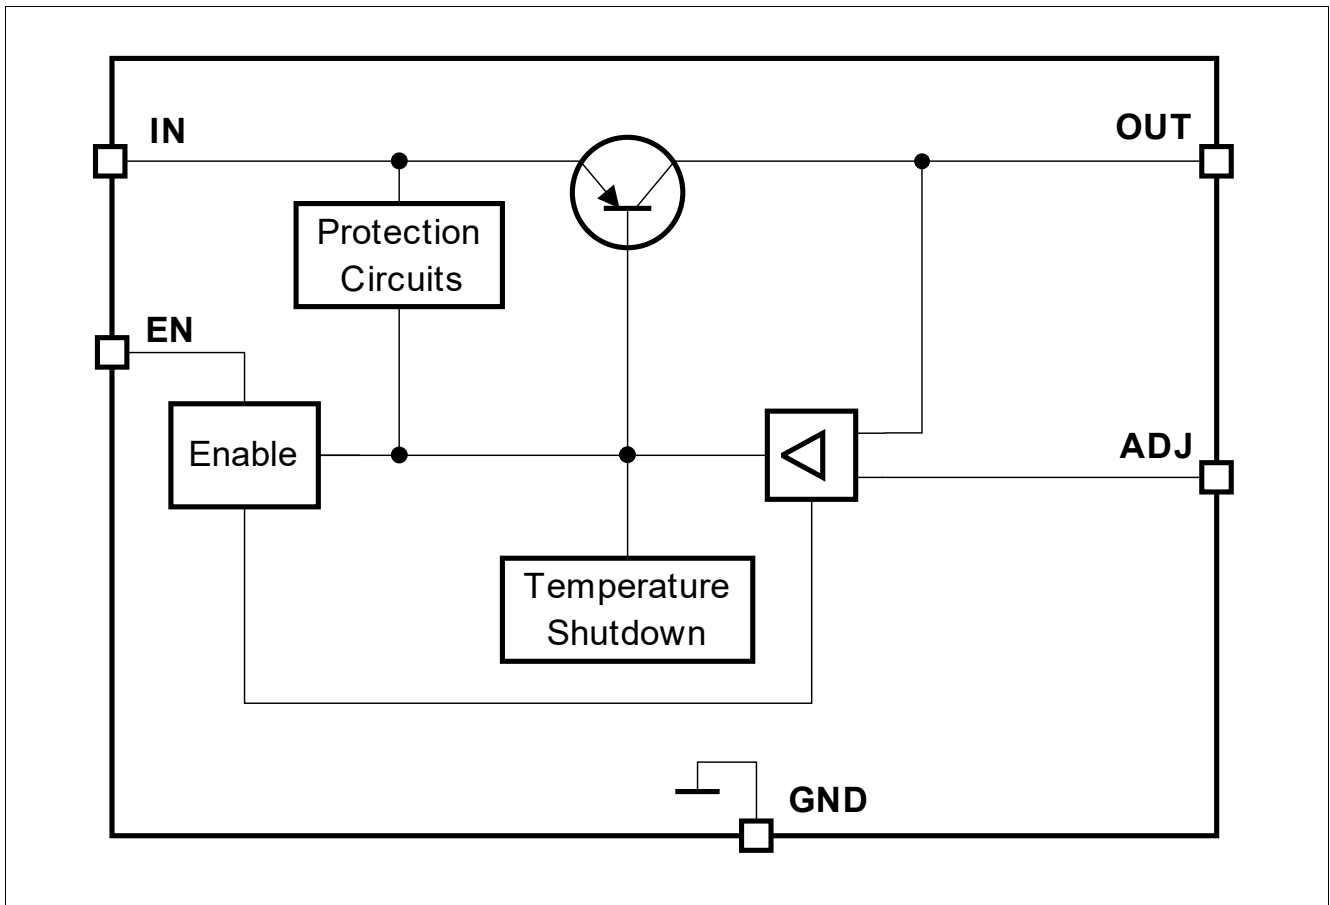 IN
OUT
Protection
Circuits
EN
Enable
ADJ
Temperature
Shutdown
GND